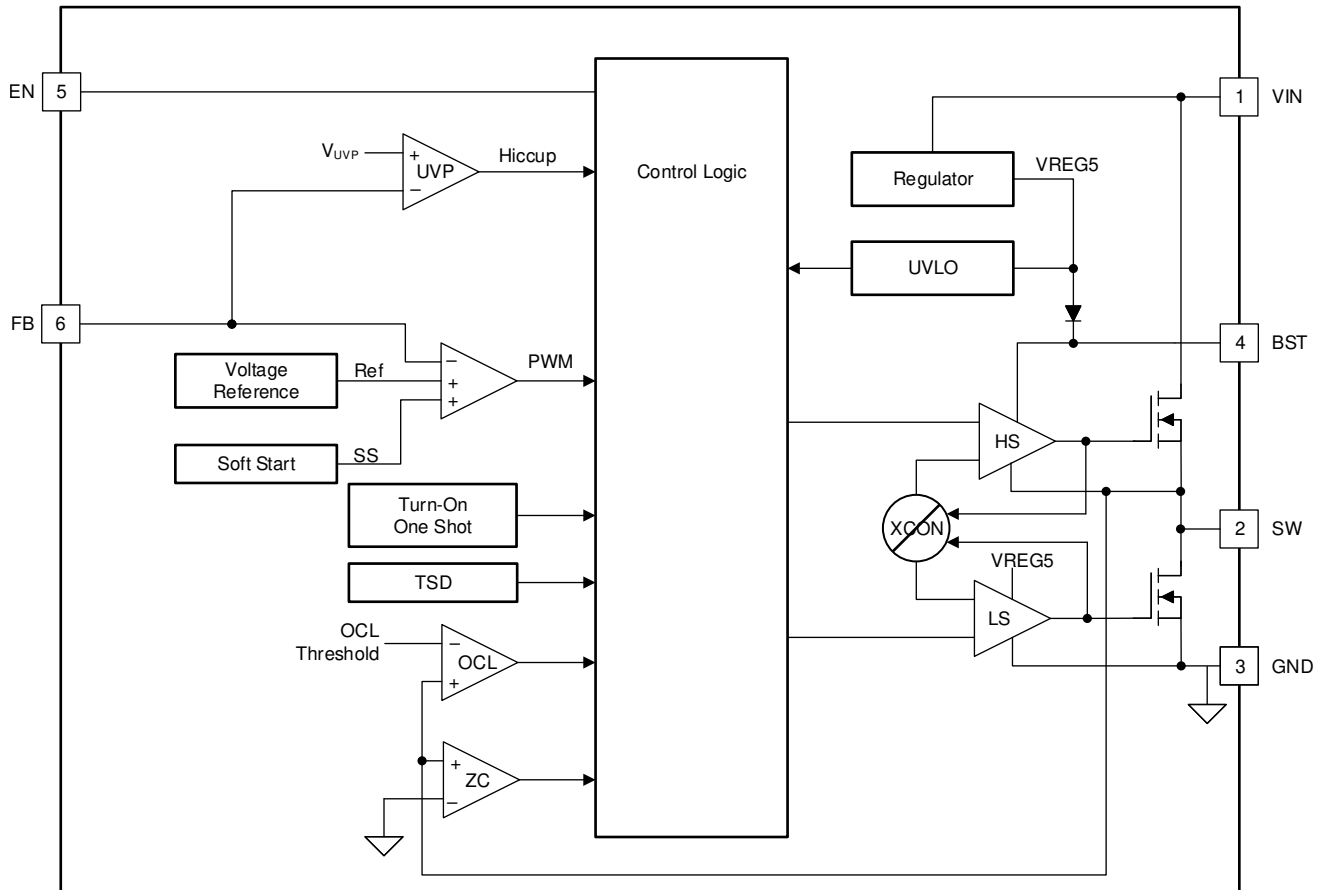 EN
5
1
VIN
VUVP
+
UVP
−
Hiccup
Control Logic
Regulator
VREG5
UVLO
FB
6
4
BST
Voltage
Reference
Ref
−
+
+
PWM
Soft Start
SS
HS
Turn-On
One Shot
XCON
2
SW
TSD
VREG5
LS
OCL
Threshold
−
OCL
+
3
GND
+
ZC
−